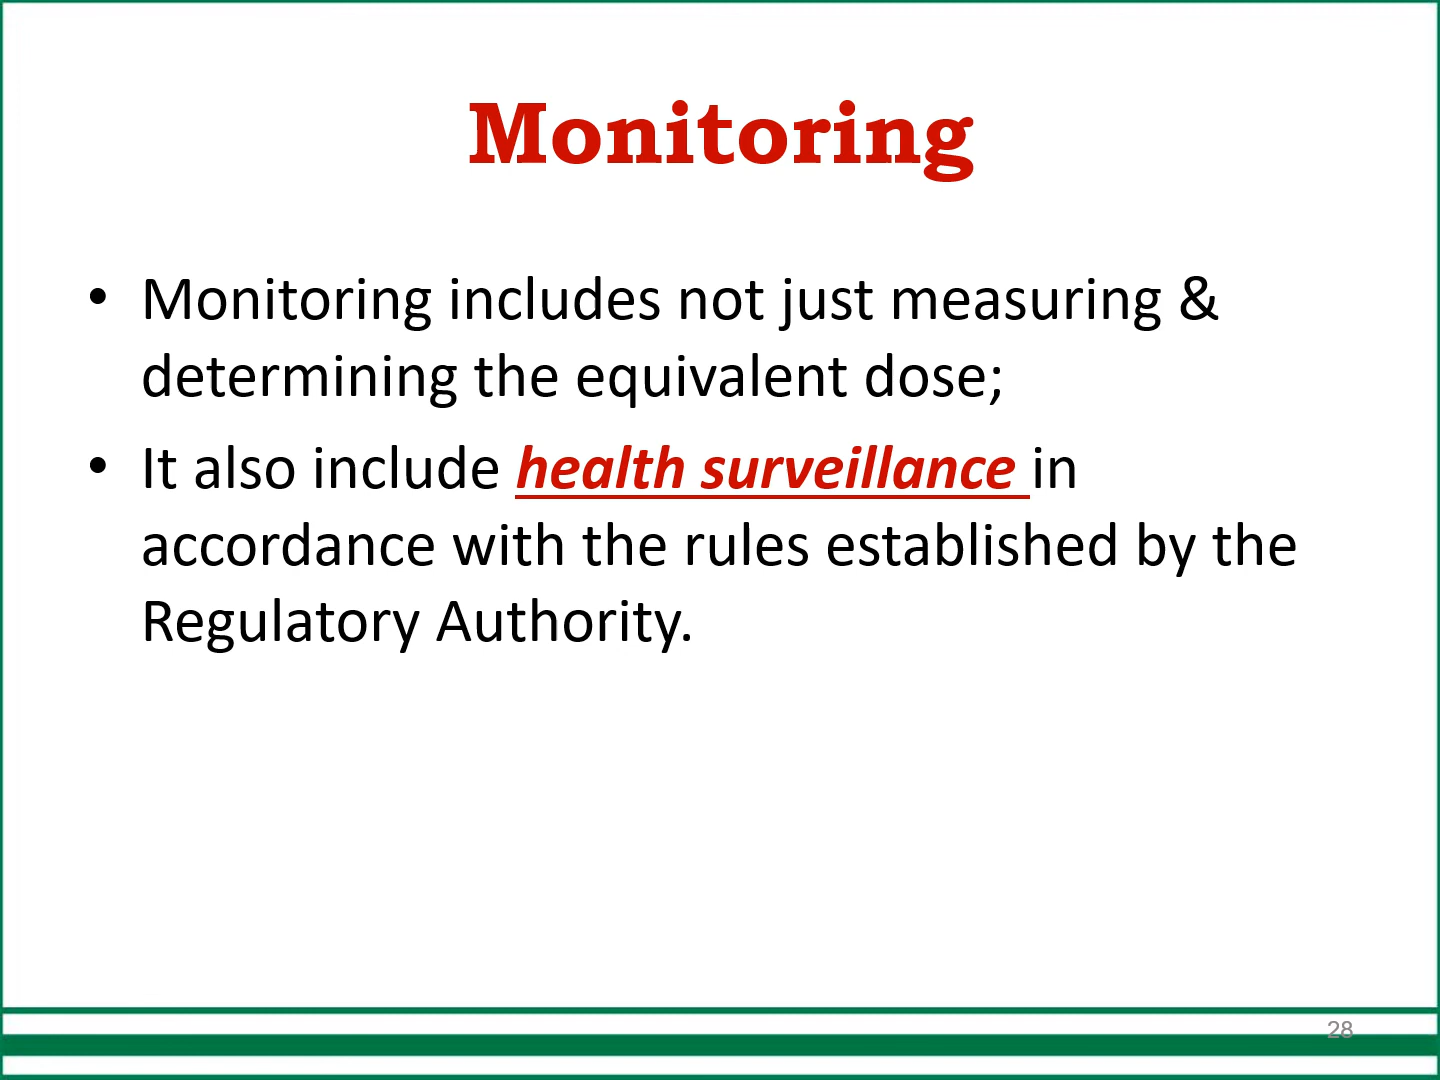 Monitoring
• Monitoring includes not just measuring &
determining the equivalent dose;
• It also include health surveillance in
accordance with the rules established by the
Regulatory Authority.
28